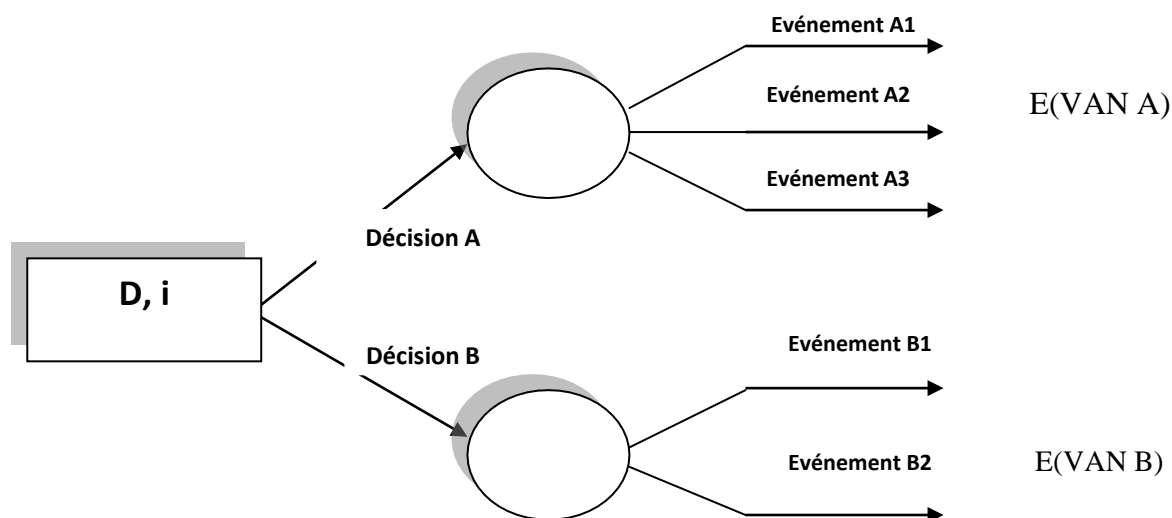 Evénement A1
Evénement A2
E(VAN A)
Evénement A3
Décision A
D, i
Décision B
Evénement B1
Evénement B2
E(VAN B)